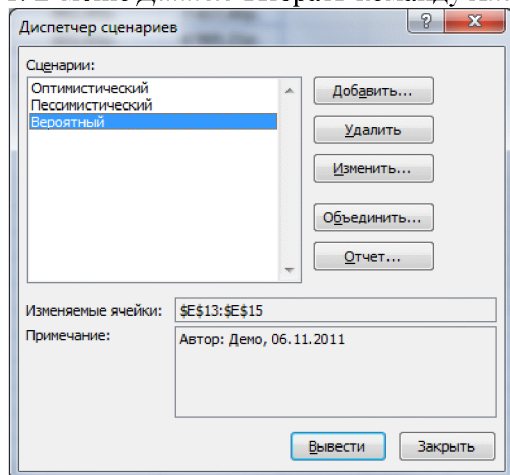 Диспетчер сценариев
Сценарии:
Оптимистический
Пессимистический
Вероятный
Добавить...
Удалить
Изменить...
Объединить...
Отчет...
Изменяемые ячейки: $E$13:$E$15
Примечание: Автор: Демо, 06.11.2011
Вывести Закрыть